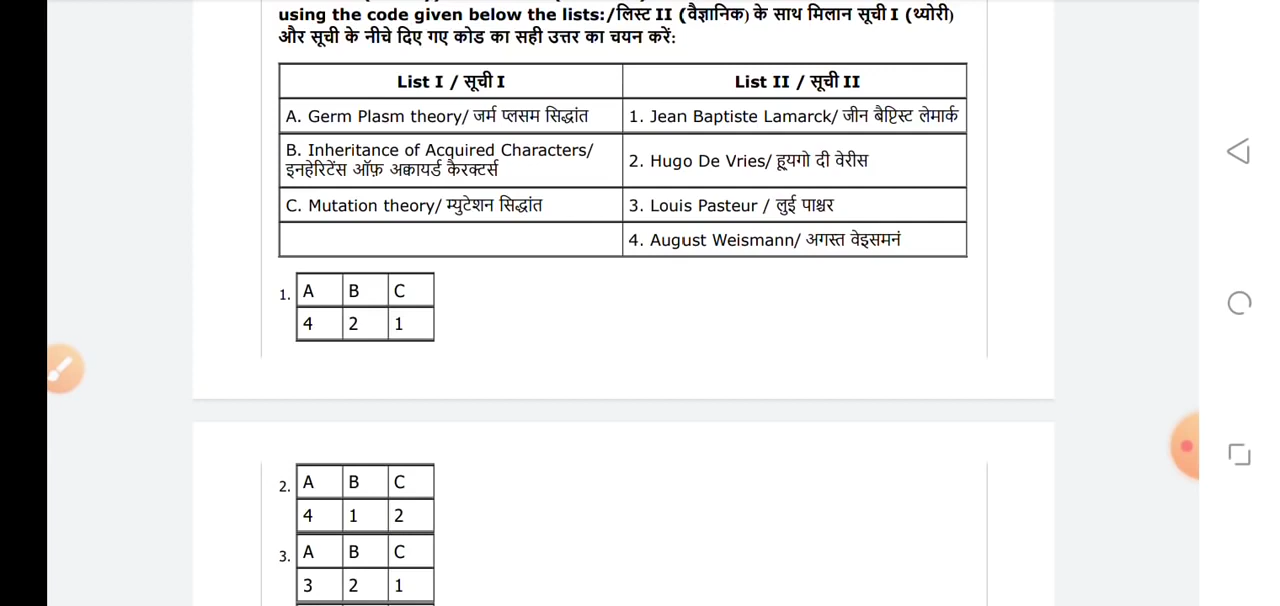 using the code given below the lists:/लिस्ट II (वैज्ञानिक) के साथ मिलान सूची I (थ्योरी)
और सूची के नीचे दिए गए कोड का सही उत्तर का चयन करें:
List I / सूची I List II / सूची II
A. Germ Plasm theory/ जर्म प्लसम सिद्धांत 1. Jean Baptiste Lamarck/ जीन बैप्टिस्ट लेमार्क
B. Inheritance of Acquired Characters/
इनहेरिटेंस ऑफ़ अक्वायर्ड कैरक्टर्स 2. Hugo De Vries/ हूयगो दी वेरीस
C. Mutation theory/ म्युटेशन सिद्धांत 3. Louis Pasteur / लुई पाश्चर
4. August Weismann/ अगस्त वेइसमनं
1. A B C
4 2 1
2. A B C
4 1 2
3. A B C
3 2 1